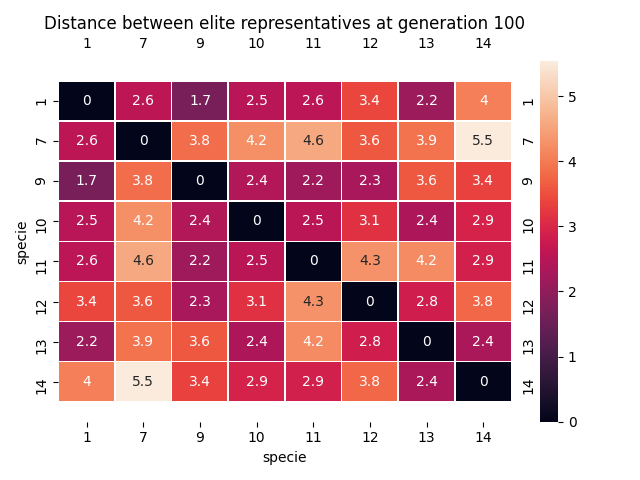 Distance between elite representatives at generation 100
1 7 9 10 11 12 13 14
1 0 2.6 1.7 2.5 2.6 3.4 2.2 4 1
7 2.6 0 3.8 4.2 4.6 3.6 3.9 5.5 7
9 1.7 3.8 0 2.4 2.2 2.3 3.6 3.4 9
10 2.5 4.2 2.4 0 2.5 3.1 2.4 2.9 10
11 2.6 4.6 2.2 2.5 0 4.3 4.2 2.9 11
12 3.4 3.6 2.3 3.1 4.3 0 2.8 3.8 12
13 2.2 3.9 3.6 2.4 4.2 2.8 0 2.4 13
14 4 5.5 3.4 2.9 2.9 3.8 2.4 0 14
1 7 9 10 11 12 13 14
specie
specie
5
4
3
2
1
0